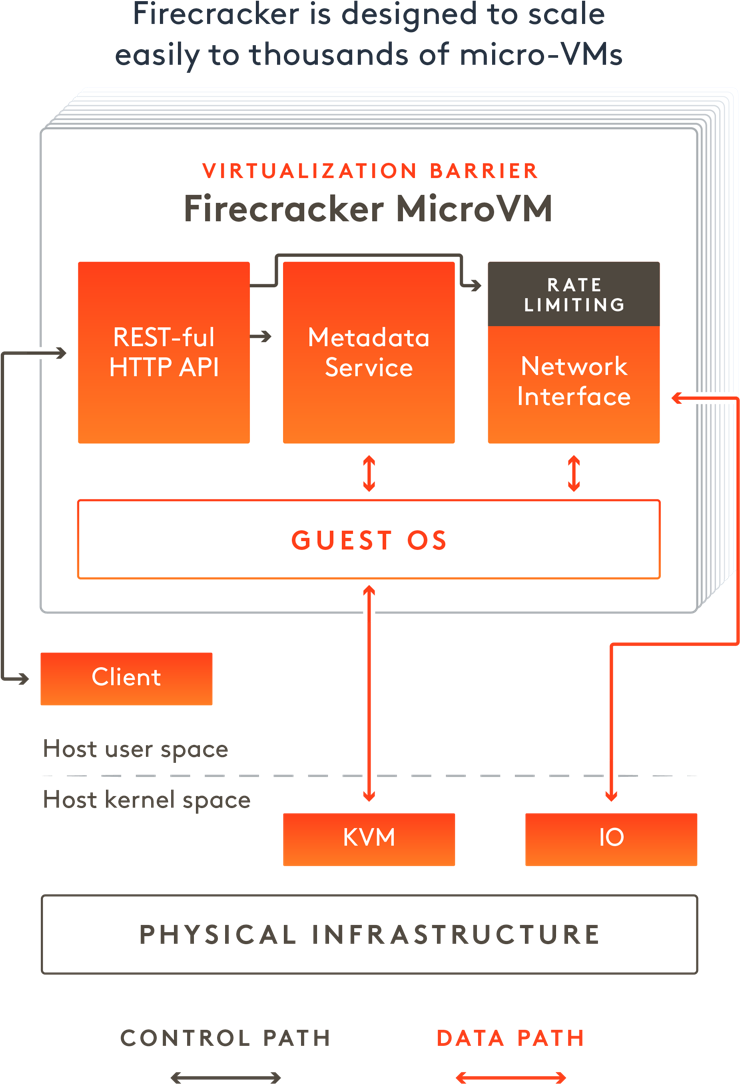 Firecracker is designed to scale
easily to thousands of micro-VMs
VIRTUALIZATION BARRIER
Firecracker MicroVM
REST-ful
HTTP API
Metadata
Service
RATE
LIMITING
Network
Interface
GUEST OS
Client
Host user space
Host kernel space
KVM
IO
PHYSICAL INFRASTRUCTURE
CONTROL PATH
DATA PATH